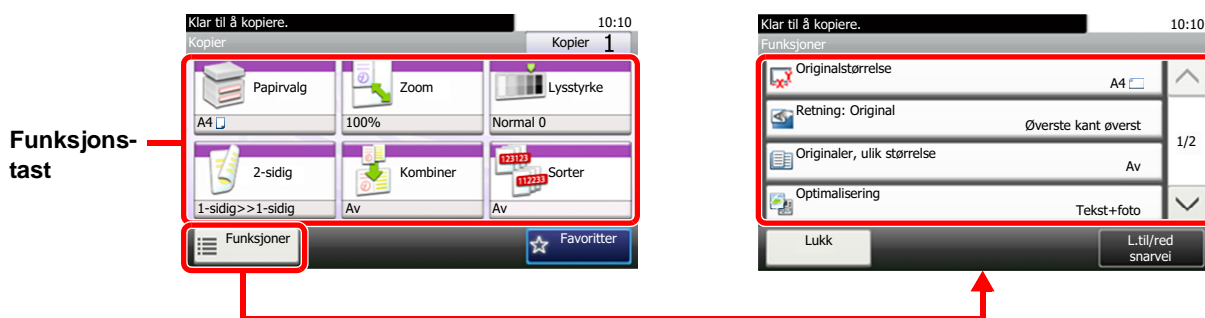 Funksjons-
tast
Klar til å kopiere. 10:10
Kopier Kopier 1
Papirvalg Zoom Lysstyrke
A4 100% Normal 0
2-sidig Kombiner 123123 112233 Sorter
1-sidig>>1-sidig Av Av
Funksjoner Favoritter
Klar til å kopiere. 10:10
Funksjoner
Originalstørrelse
A4
Retning: Original
Øverste kant øverst
1/2
Originaler, ulik størrelse
Av
Optimalisering
Tekst+foto
Lukk L.til/red
snarvei